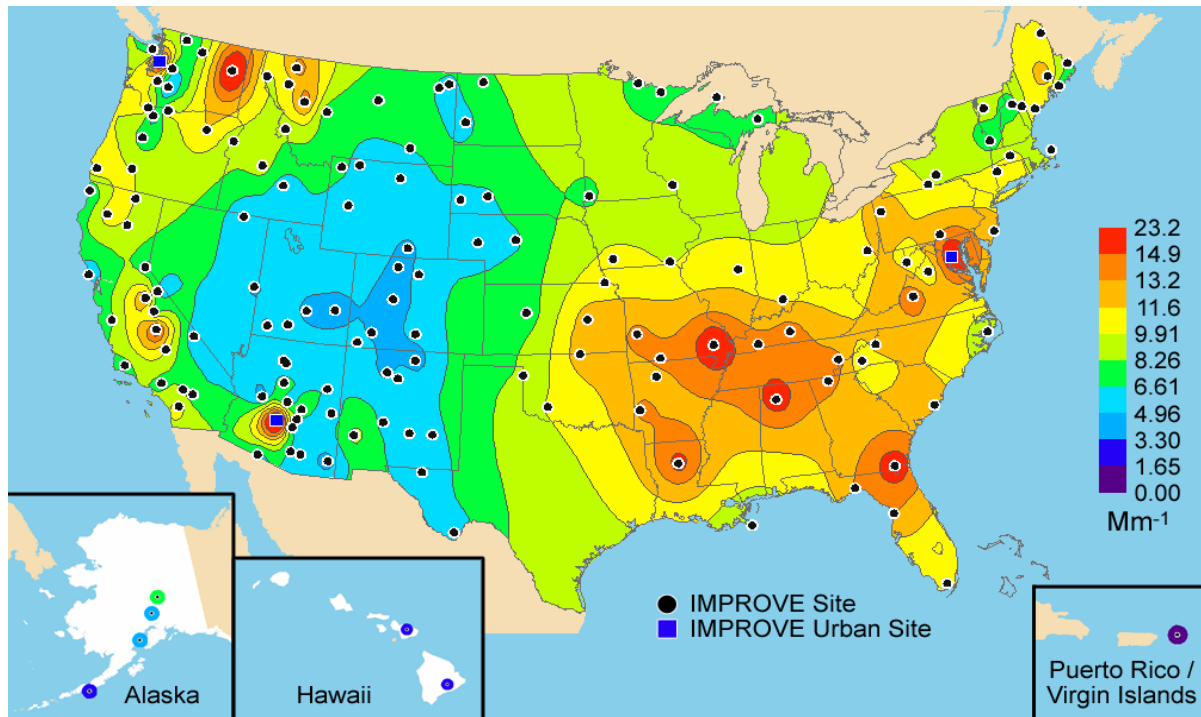 23.2
14.9
13.2
11.6
9.91
8.26
6.61
4.96
3.30
1.65
0.00
Mm-1
IMPROVE Site
IMPROVE Urban Site
Alaska
Hawaii
Puerto Rico /
Virgin Islands